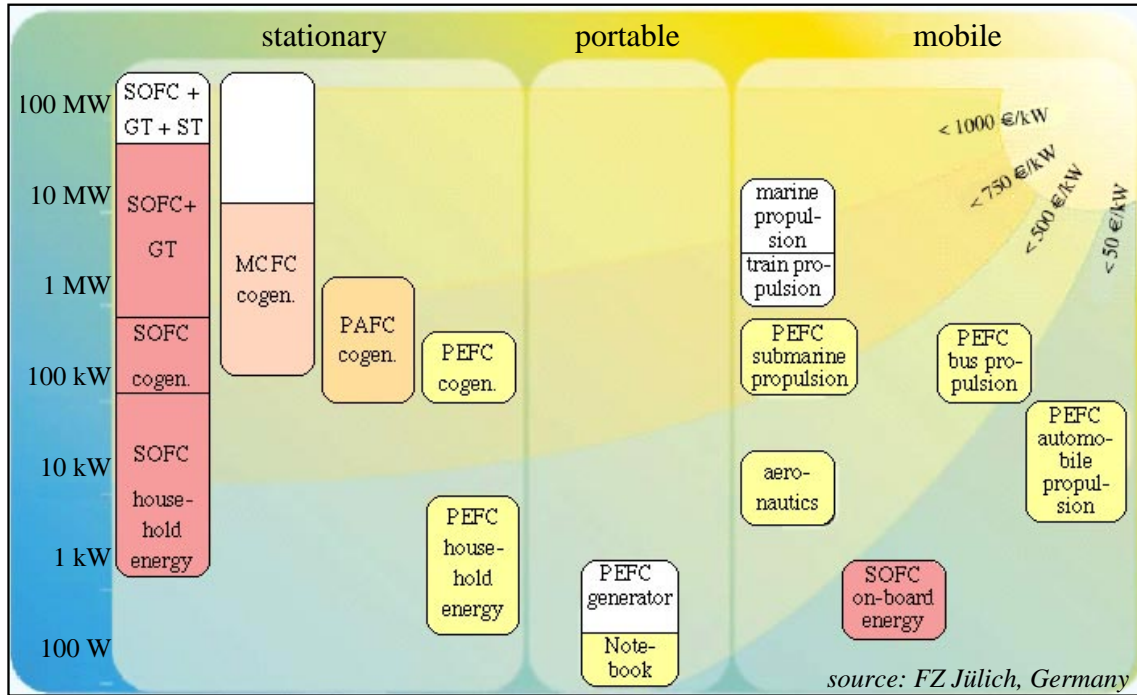 stationary
portable
mobile
100 MW
10 MW
1 MW
100 kW
10 kW
1 kW
100 W
SOFC +
GT + ST
SOFC+
GT
SOFC
cogen.
SOFC
house-
hold
energy
MCFC
cogen.
PAFC
cogen.
PEFC
cogen.
PEFC
house-
hold
energy
PEFC
generator
Note-
book
marine
propul-
sion
train pro-
pulsion
PEFC
submarine
propulsion
aero-
nautics
SOFC
on-board
energy
PEFC
bus pro-
pulsion
PEFC
automo-
bile
propul-
sion
< 1000 €/kW
< 750 €/kW
< 500 €/kW
< 50 €/kW
source: FZ Jülich, Germany